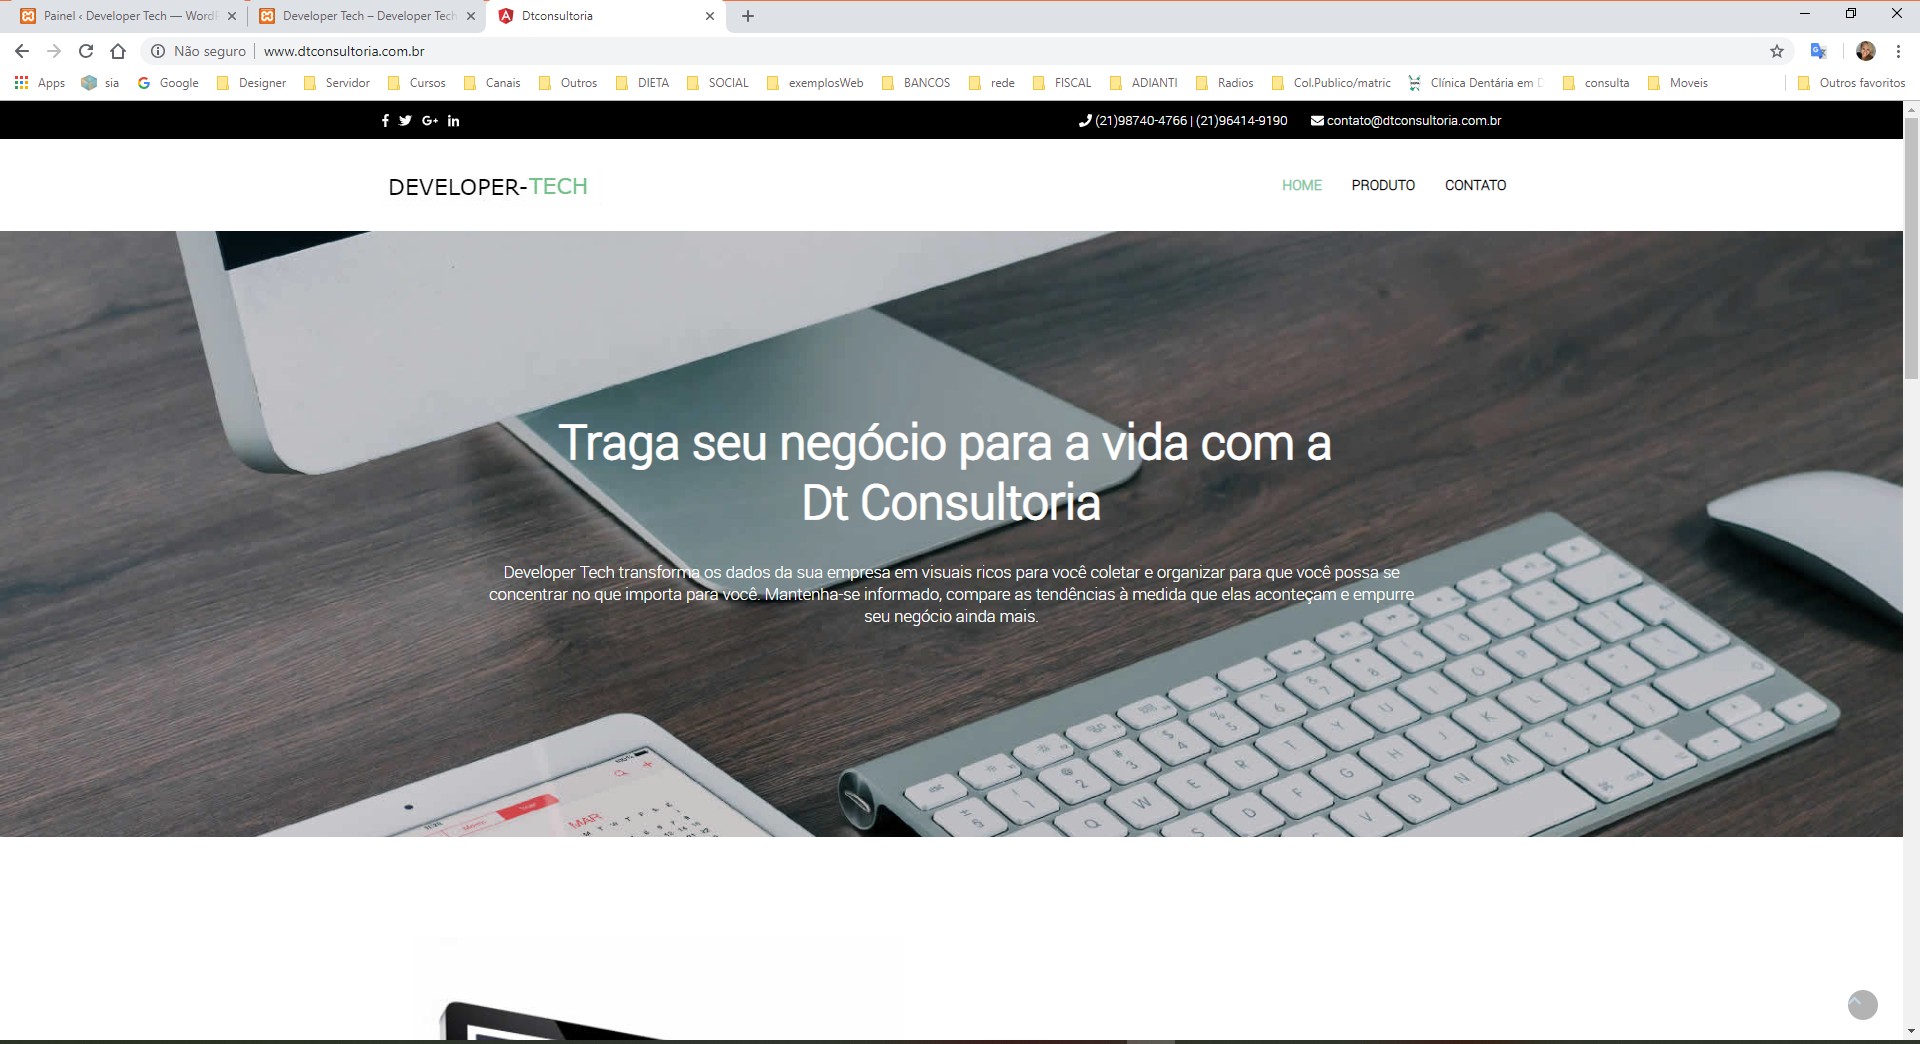 Painel ‹ Developer Tech — WordP
Developer Tech – Developer Tech
Dtconsultoria
Não seguro
www.dtconsultoria.com.br
Apps sia Google Designer Servidor Cursos Canais Outros DIETA SOCIAL exemplosWeb BANCOS rede FISCAL ADIANTI Radios Col.Publico/matric Clínica Dentária em D consulta Moveis Outros favoritos
(21)98740-4766 | (21)96414-9190 contato@dtconsultoria.com.br
DEVELOPER-TECH
HOME PRODUTO CONTATO
Traga seu negócio para a vida com a
Dt Consultoria
Developer Tech transforma os dados da sua empresa em visuais ricos para você coletar e organizar para que você possa se
concentrar no que importa para você. Mantenha-se informado, compare as tendências à medida que elas aconteçam e empurre
seu negócio ainda mais.
MAR